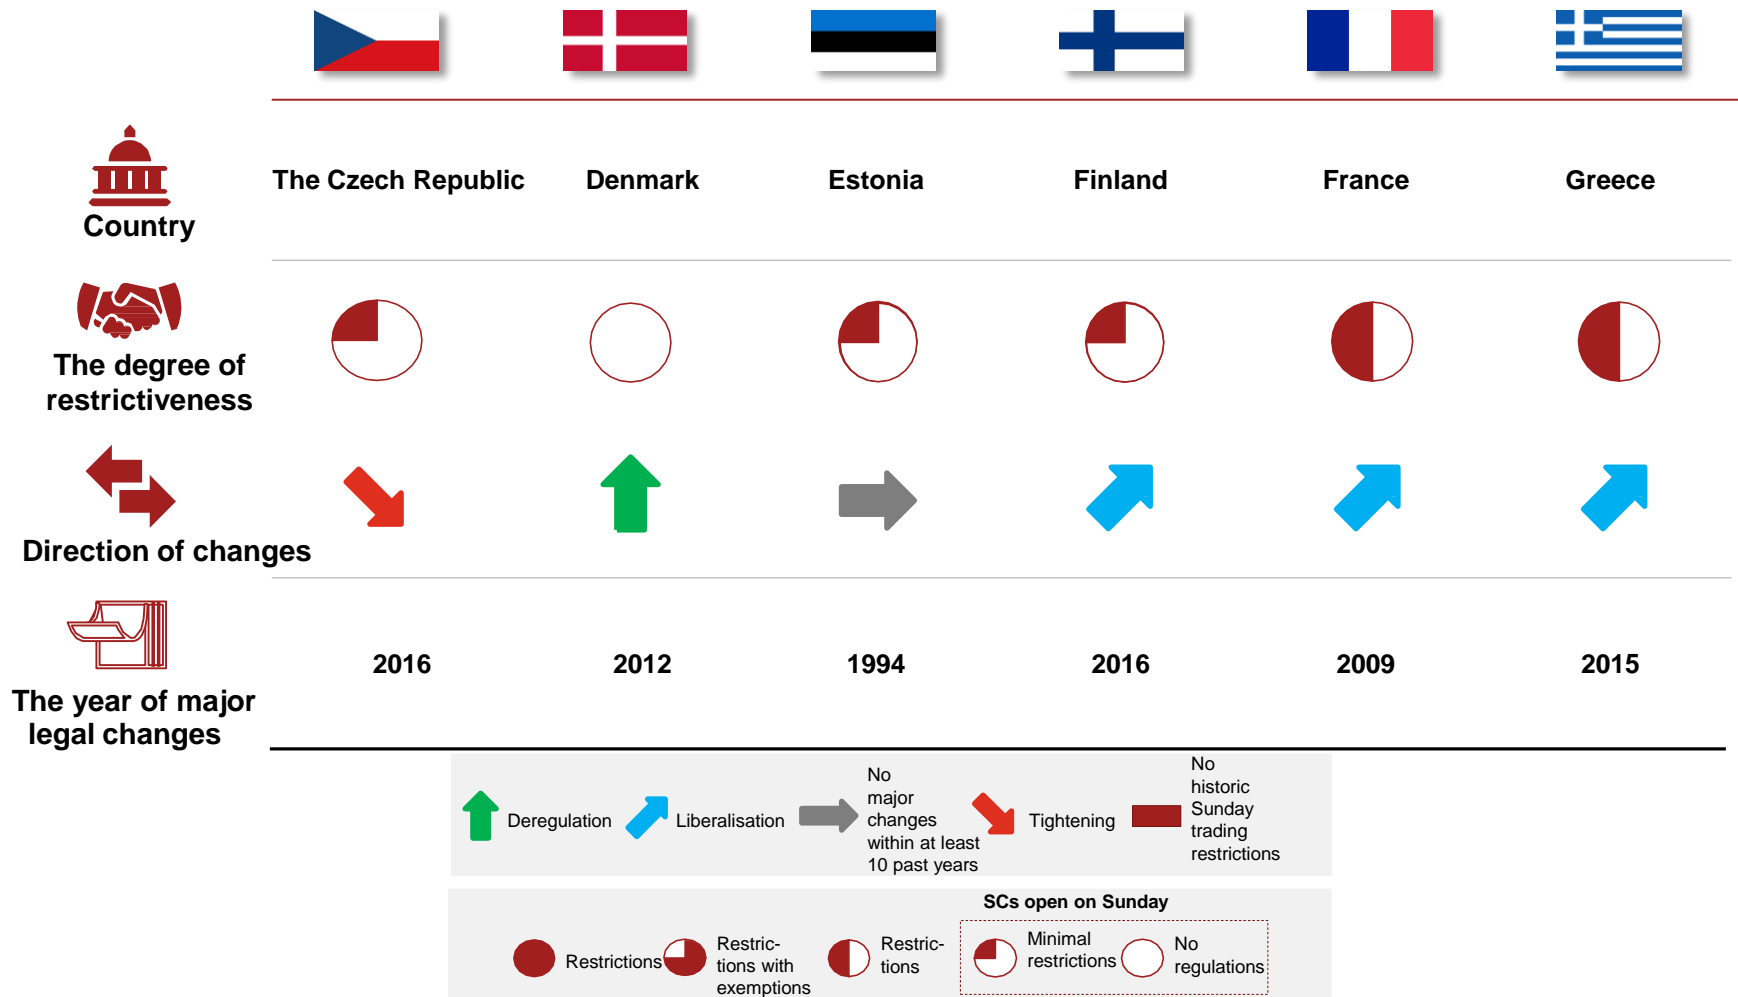 Country
The Czech Republic
Denmark
Estonia
Finland
France
Greece
The degree of
restrictiveness
Direction of changes
The year of major
legal changes
2016
2012
1994
2016
2009
2015
Deregulation
Liberalisation
No
major
changes
within at least
10 past years
Tightening
No
historic
Sunday
trading
restrictions
SCs open on Sunday
Restrictions
Restric-
tions with
exemptions
Restric-
tions
Minimal
restrictions
No
regulations